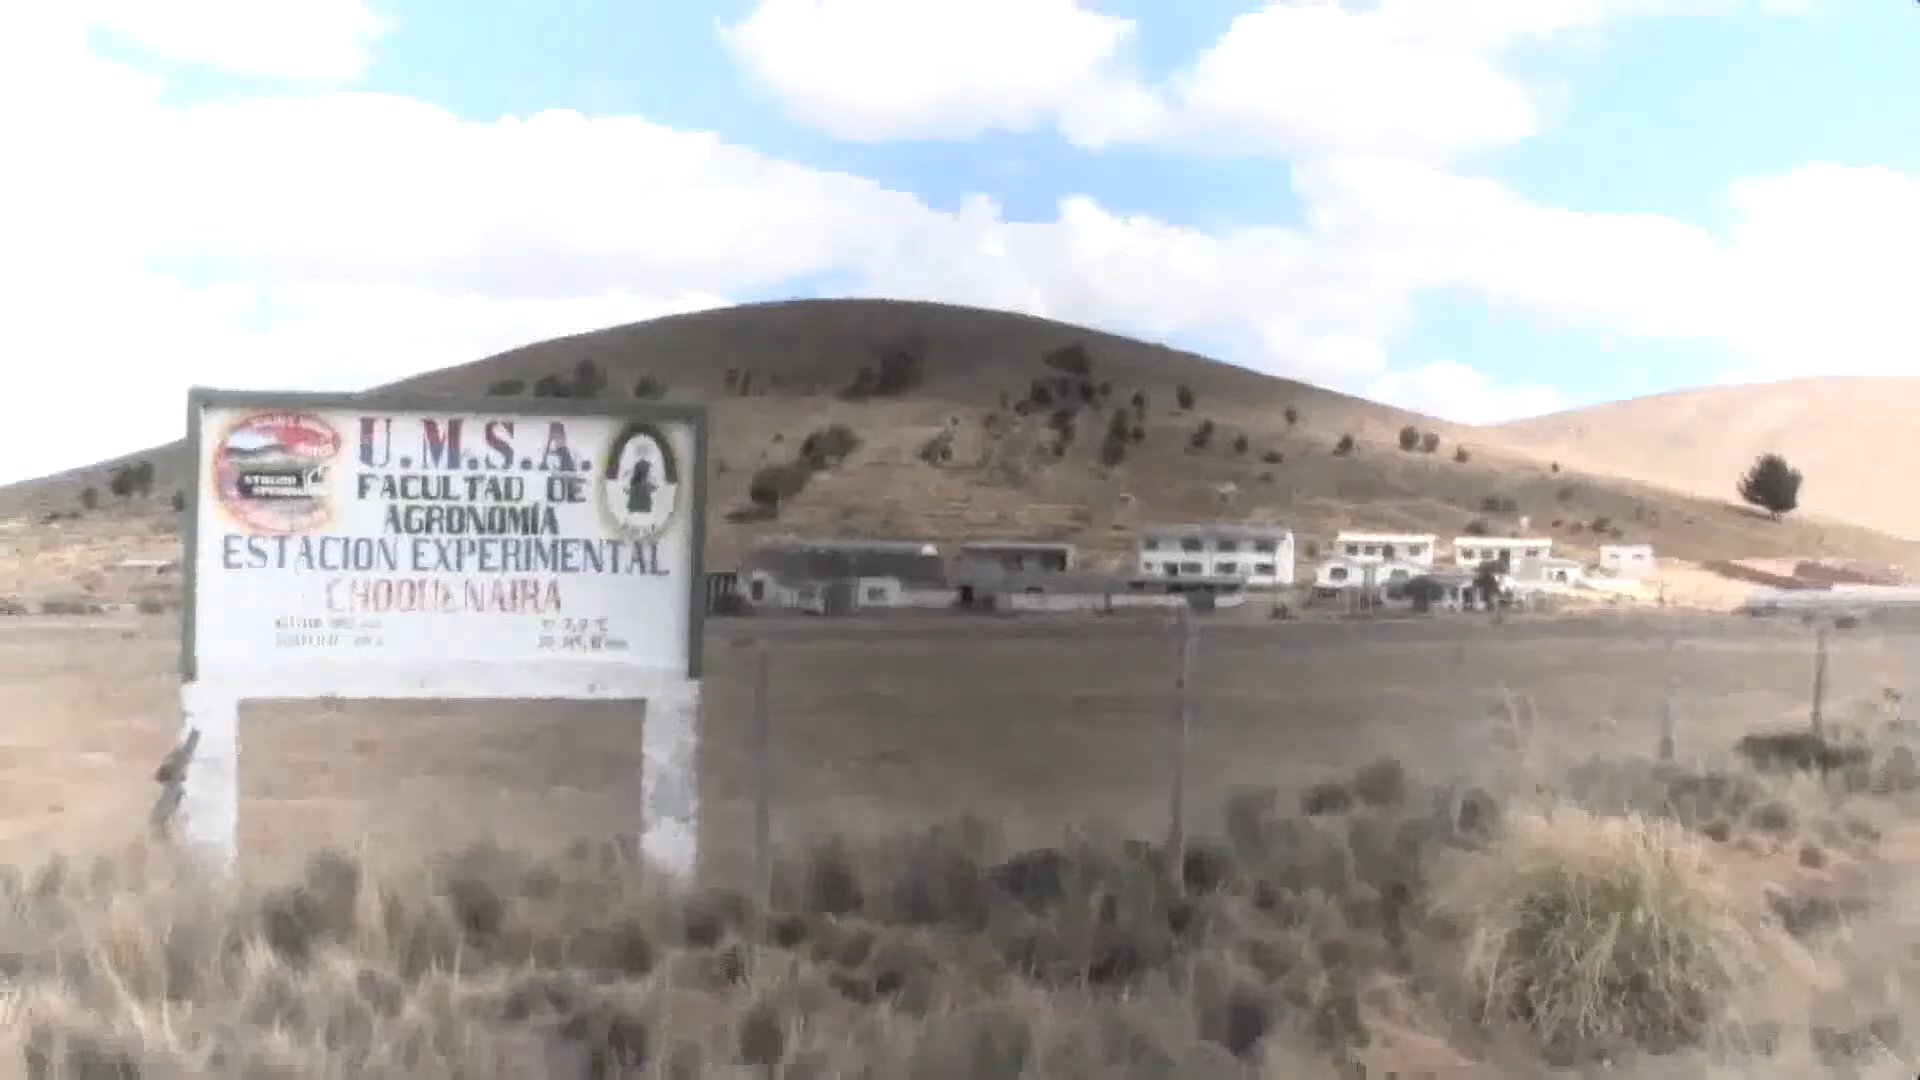 U.M.S.A.
FACULTAD DE
AGRONOMÍA
ESTACION EXPERIMENTAL
CHOQUENAIRA